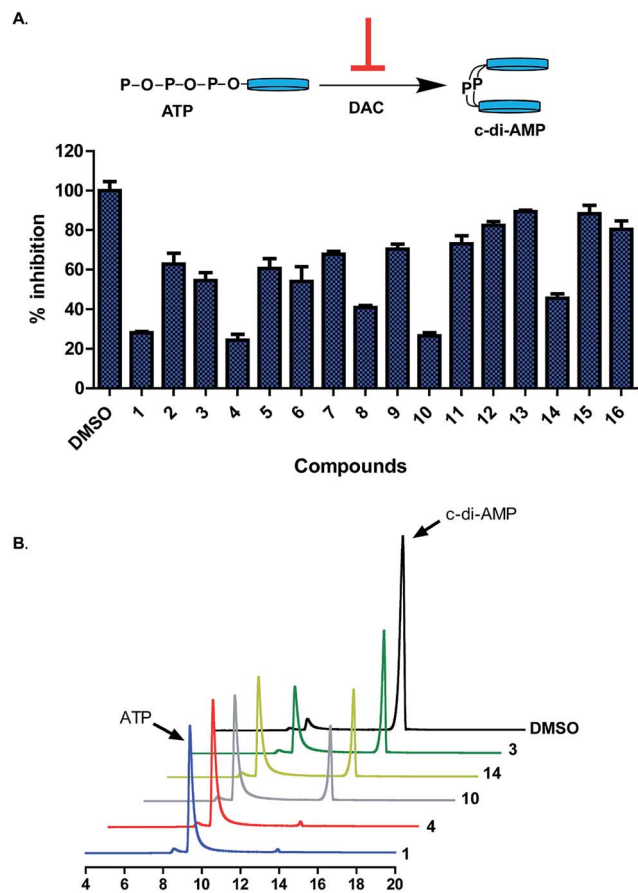 A.
P-O-P-O-P-O-
ATP
DAC
PP
c-di-AMP
120
100
80
60
40
20
0
% inhibition
DMSO 1 2 3 4 5 6 7 8 9 10 11 12 13 14 15 16
Compounds
B.
c-di-AMP
ATP
DMSO
3
14
10
4
1
4 6 8 10 12 14 16 18 20